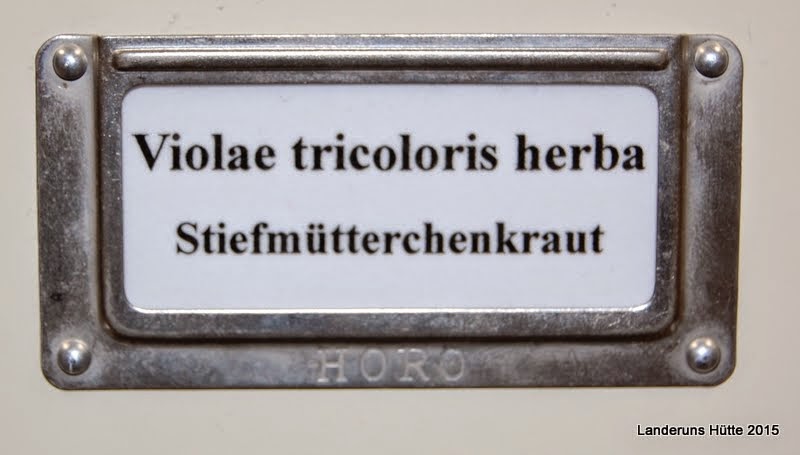 Violae tricoloris herba
Stiefmütterchenkraut
HORO
Landeruns Hütte 2015